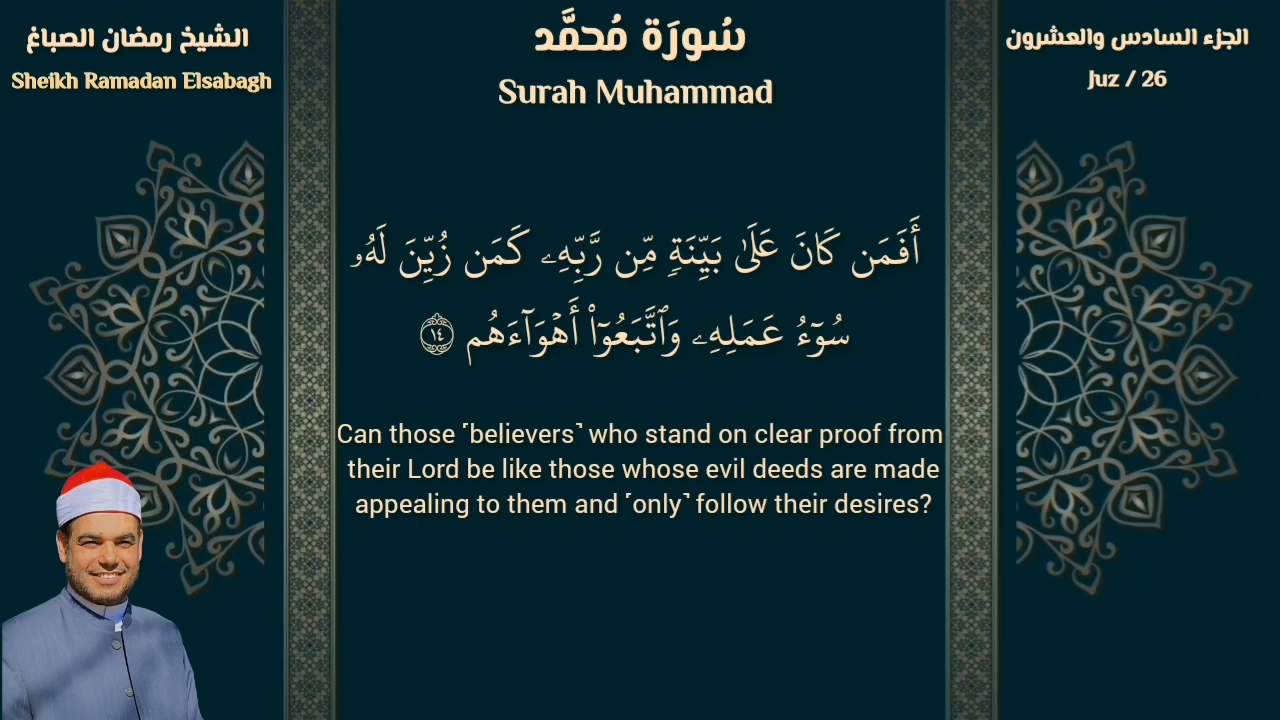 الشيخ رمضان الصباغ
Sheikh Ramadan Elsabagh
سُورَة مُحمَّد
Surah Muhammad
الجزء السادس والعشرون
Juz / 26
أَفَمَن كَانَ عَلَىٰ بَيِّنَةٖ مِّن رَّبِّهِۦ كَمَن زُيِّنَ لَهُۥ
سُوٓءُ عَمَلِهِۦ وَٱتَّبَعُوٓاْ أَهۡوَآءَهُم ١٤
Can those ˹believers˺ who stand on clear proof from
their Lord be like those whose evil deeds are made
appealing to them and ˹only˺ follow their desires?